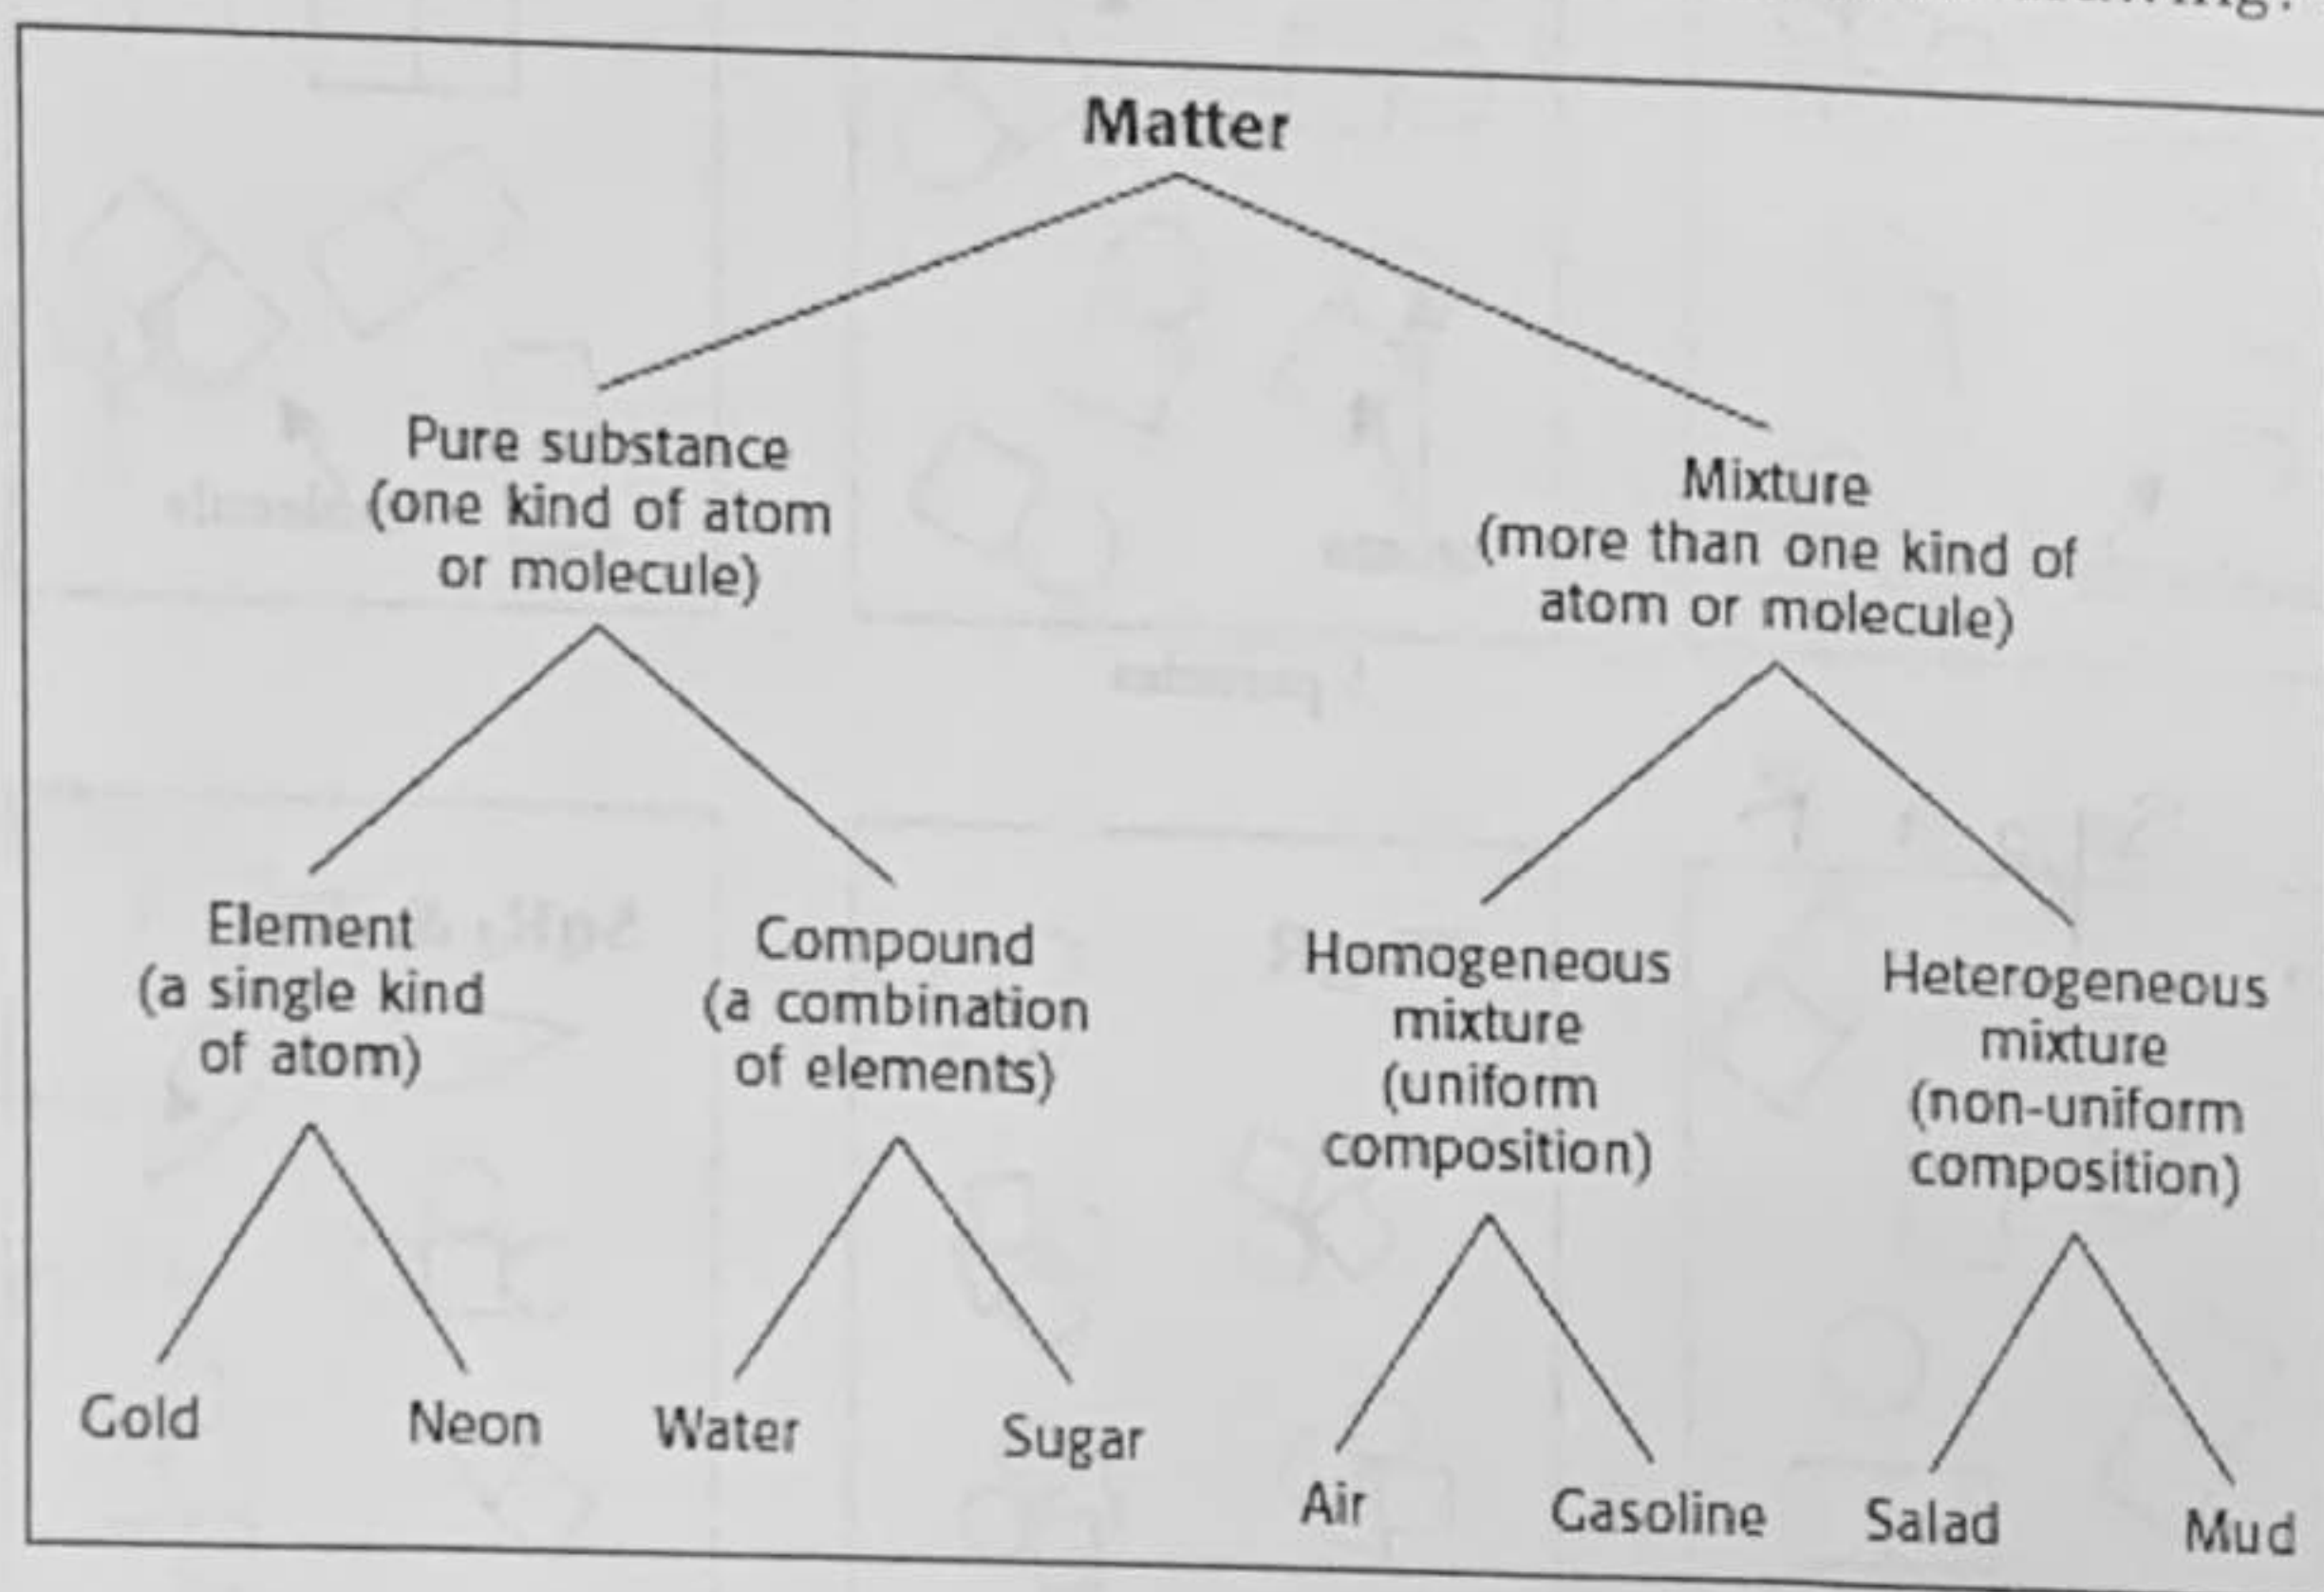 Matter
Pure substance
(one kind of atom
or molecule)
Mixture
(more than one kind of
atom or molecule)
Element
(a single kind
of atom)
Compound
(a combination
of elements)
Homogeneous
mixture
(uniform
composition)
Heterogeneous
mixture
(non-uniform
composition)
Gold
Neon
Water
Sugar
Air
Gasoline
Salad
Mud